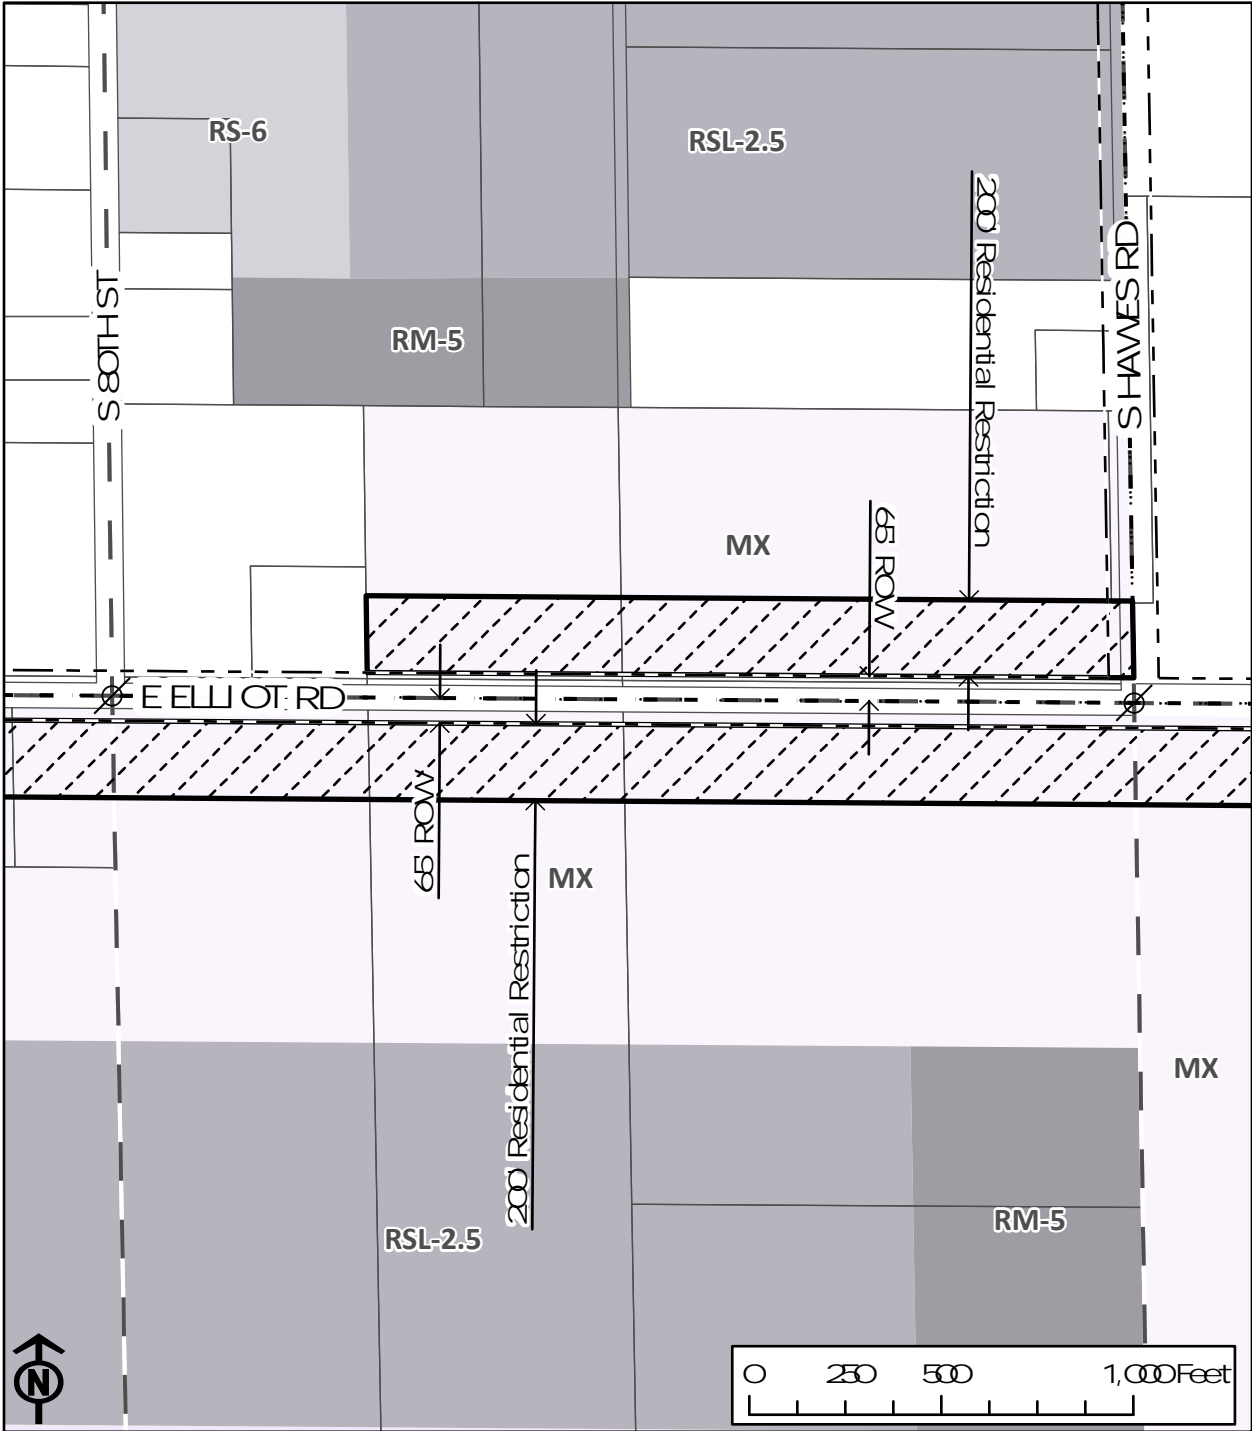 RS-6
RSL-2.5
200' Residential Restriction
S 80TH ST
S HAWES RD
RM-5
MX
65' ROW
E ELLIOT RD
65' ROW
MX
200' Residential Restriction
MX
RSL-2.5
RM-5
N
0 250 500 1,000 Feet